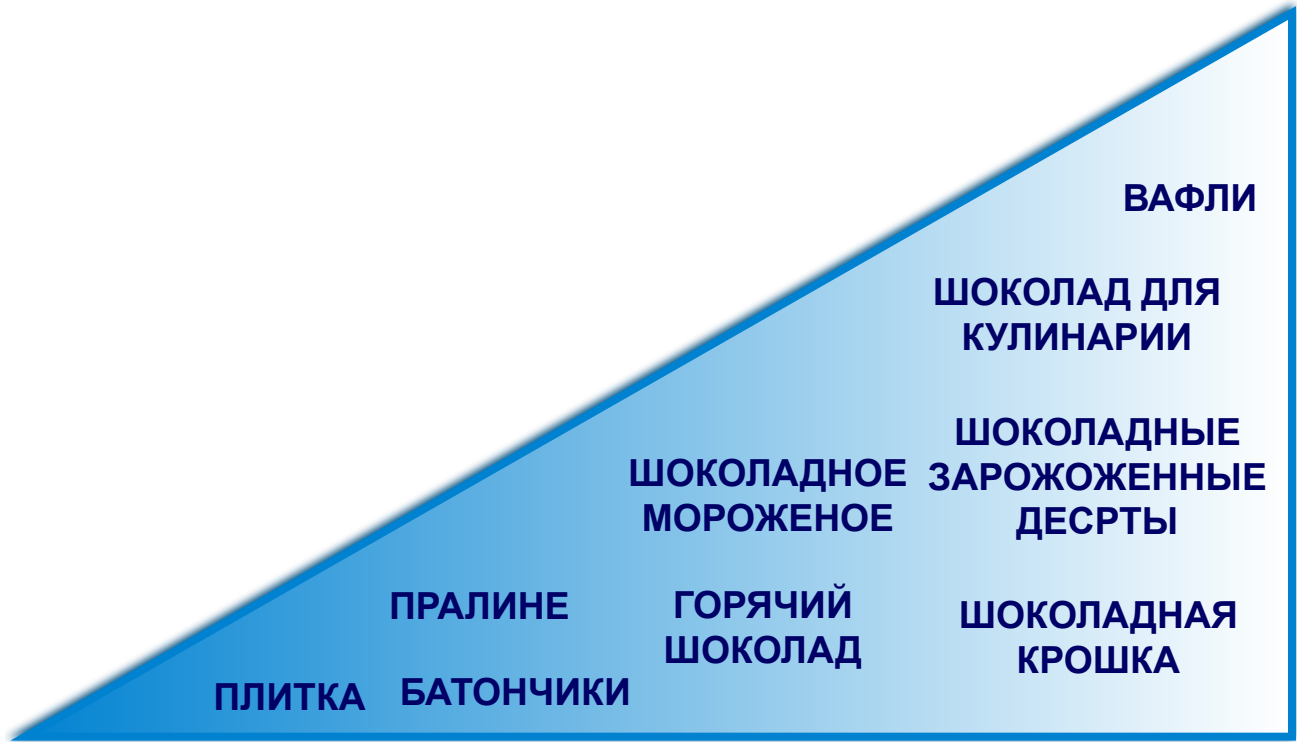 ВАФЛИ
ШОКОЛАД ДЛЯ
КУЛИНАРИИ
ШОКОЛАДНЫЕ
ЗАРОЖОЖЕННЫЕ
ДЕСРТЫ
ШОКОЛАДНОЕ
МОРОЖЕНОЕ
ПРАЛИНЕ
ГОРЯЧИЙ
ШОКОЛАД
ШОКОЛАДНАЯ
КРОШКА
ПЛИТКА
БАТОНЧИКИ